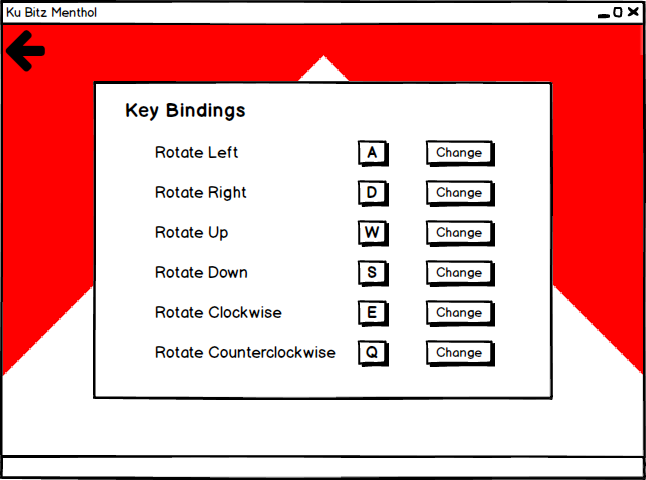 Ku Bitz Menthol
Key Bindings
Rotate Left A Change
Rotate Right D Change
Rotate Up W Change
Rotate Down S Change
Rotate Clockwise E Change
Rotate Counterclockwise Q Change